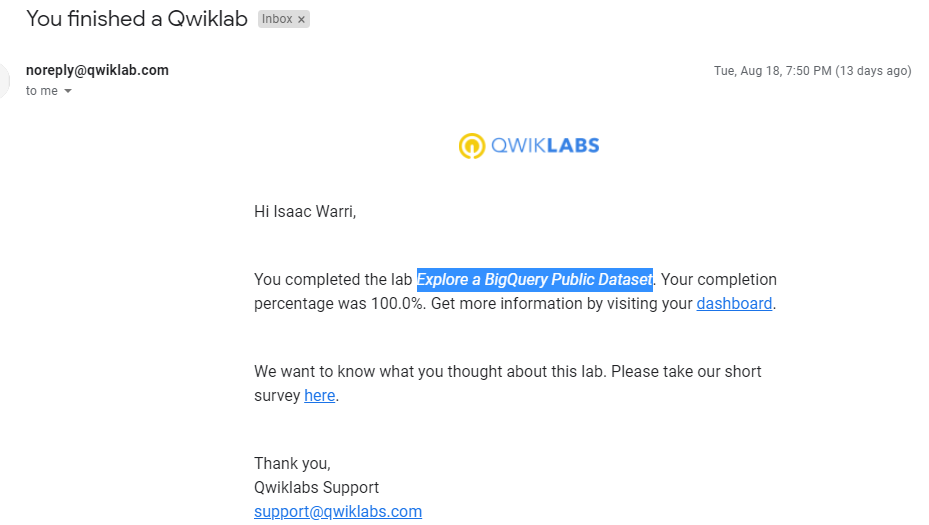 You finished a Qwiklab Inbox ×
noreply@qwiklab.com Tue, Aug 18, 7:50 PM (13 days ago)
to me
QWIKLABS
Hi Isaac Warri,
You completed the lab Explore a BigQuery Public Dataset. Your completion
percentage was 100.0%. Get more information by visiting your dashboard.
We want to know what you thought about this lab. Please take our short
survey here.
Thank you,
Qwiklabs Support
support@qwiklabs.com